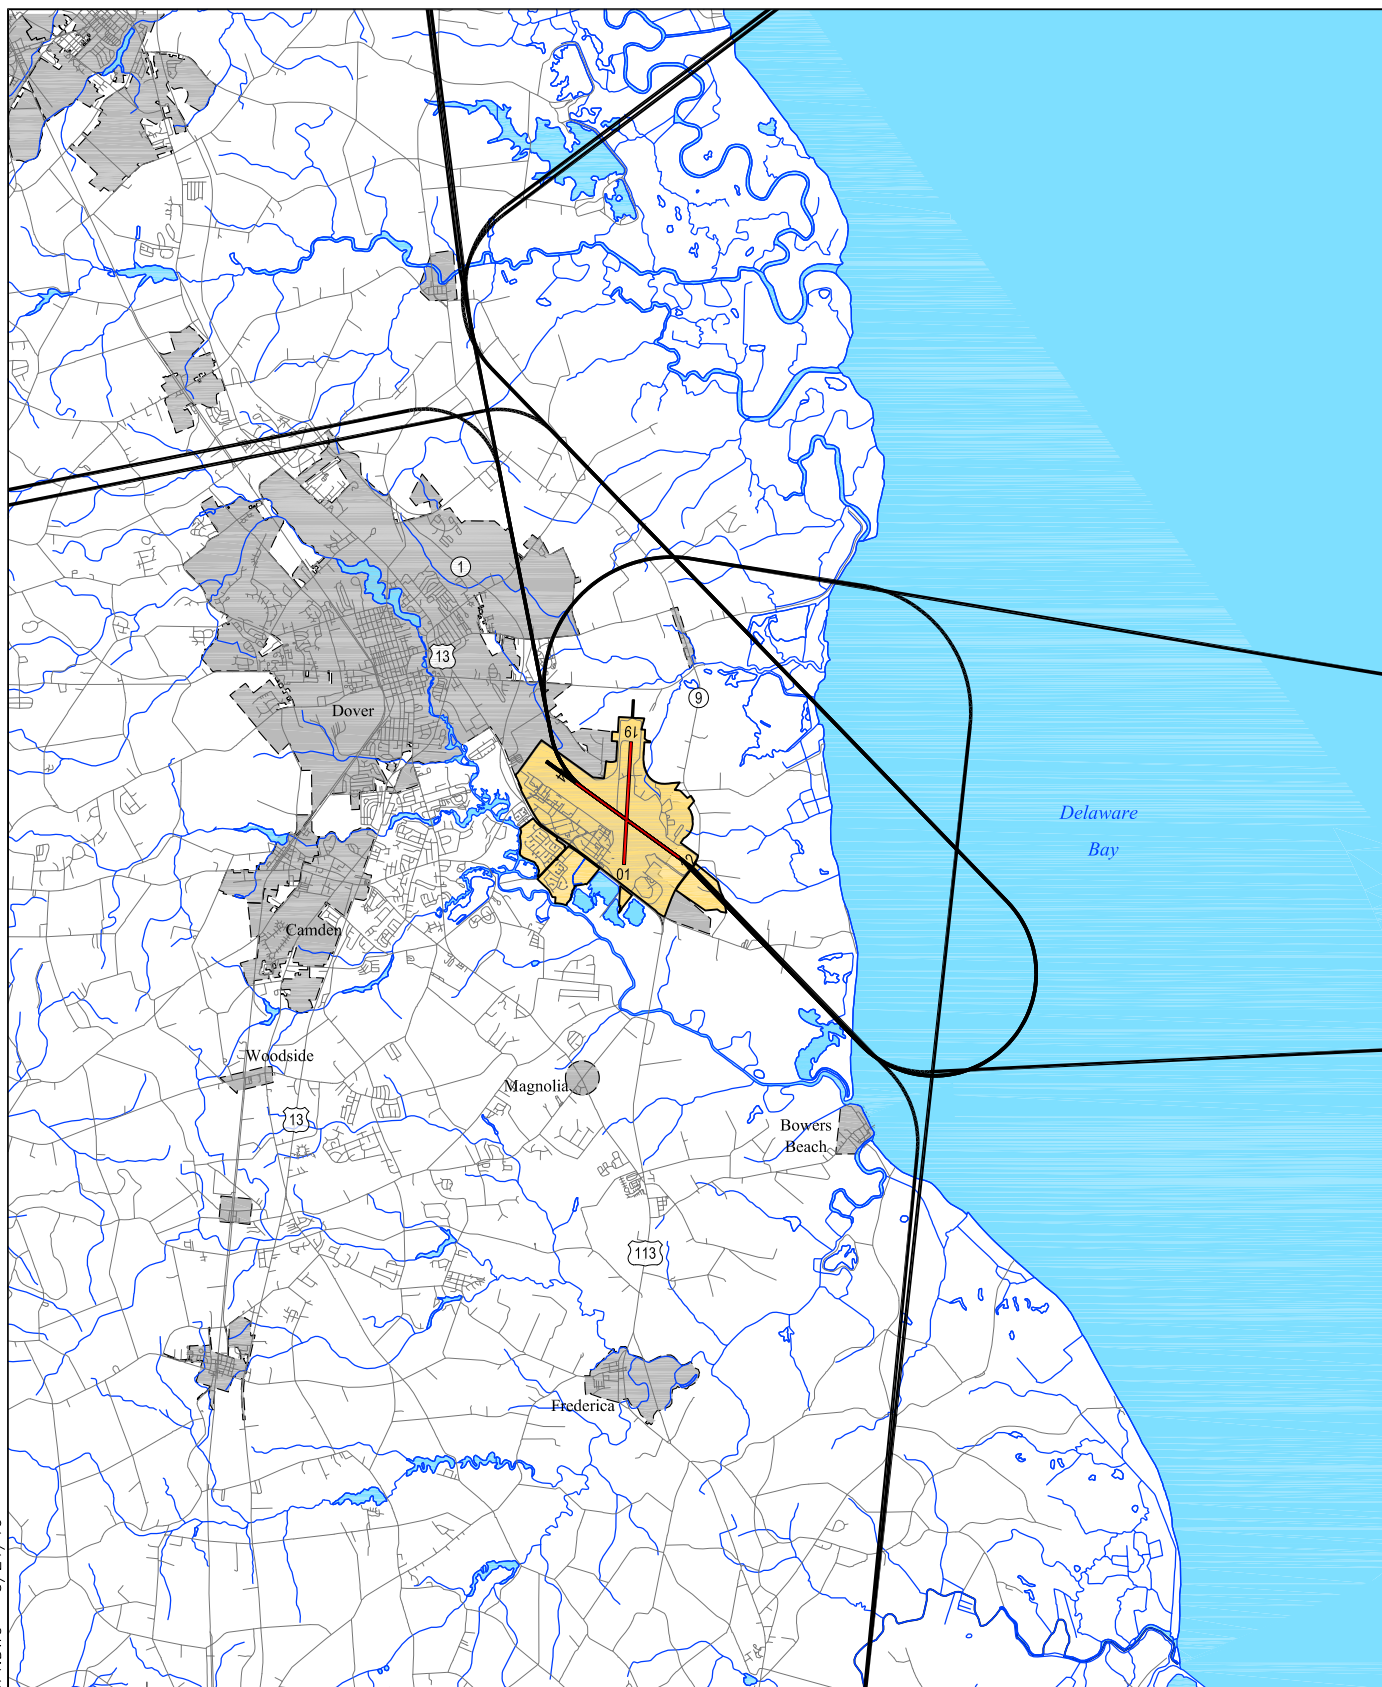 1
13
Dover
9
19
Delaware
Bay
01
Camden
Woodside
Magnolia
13
Bowers
Beach
113
Frederica